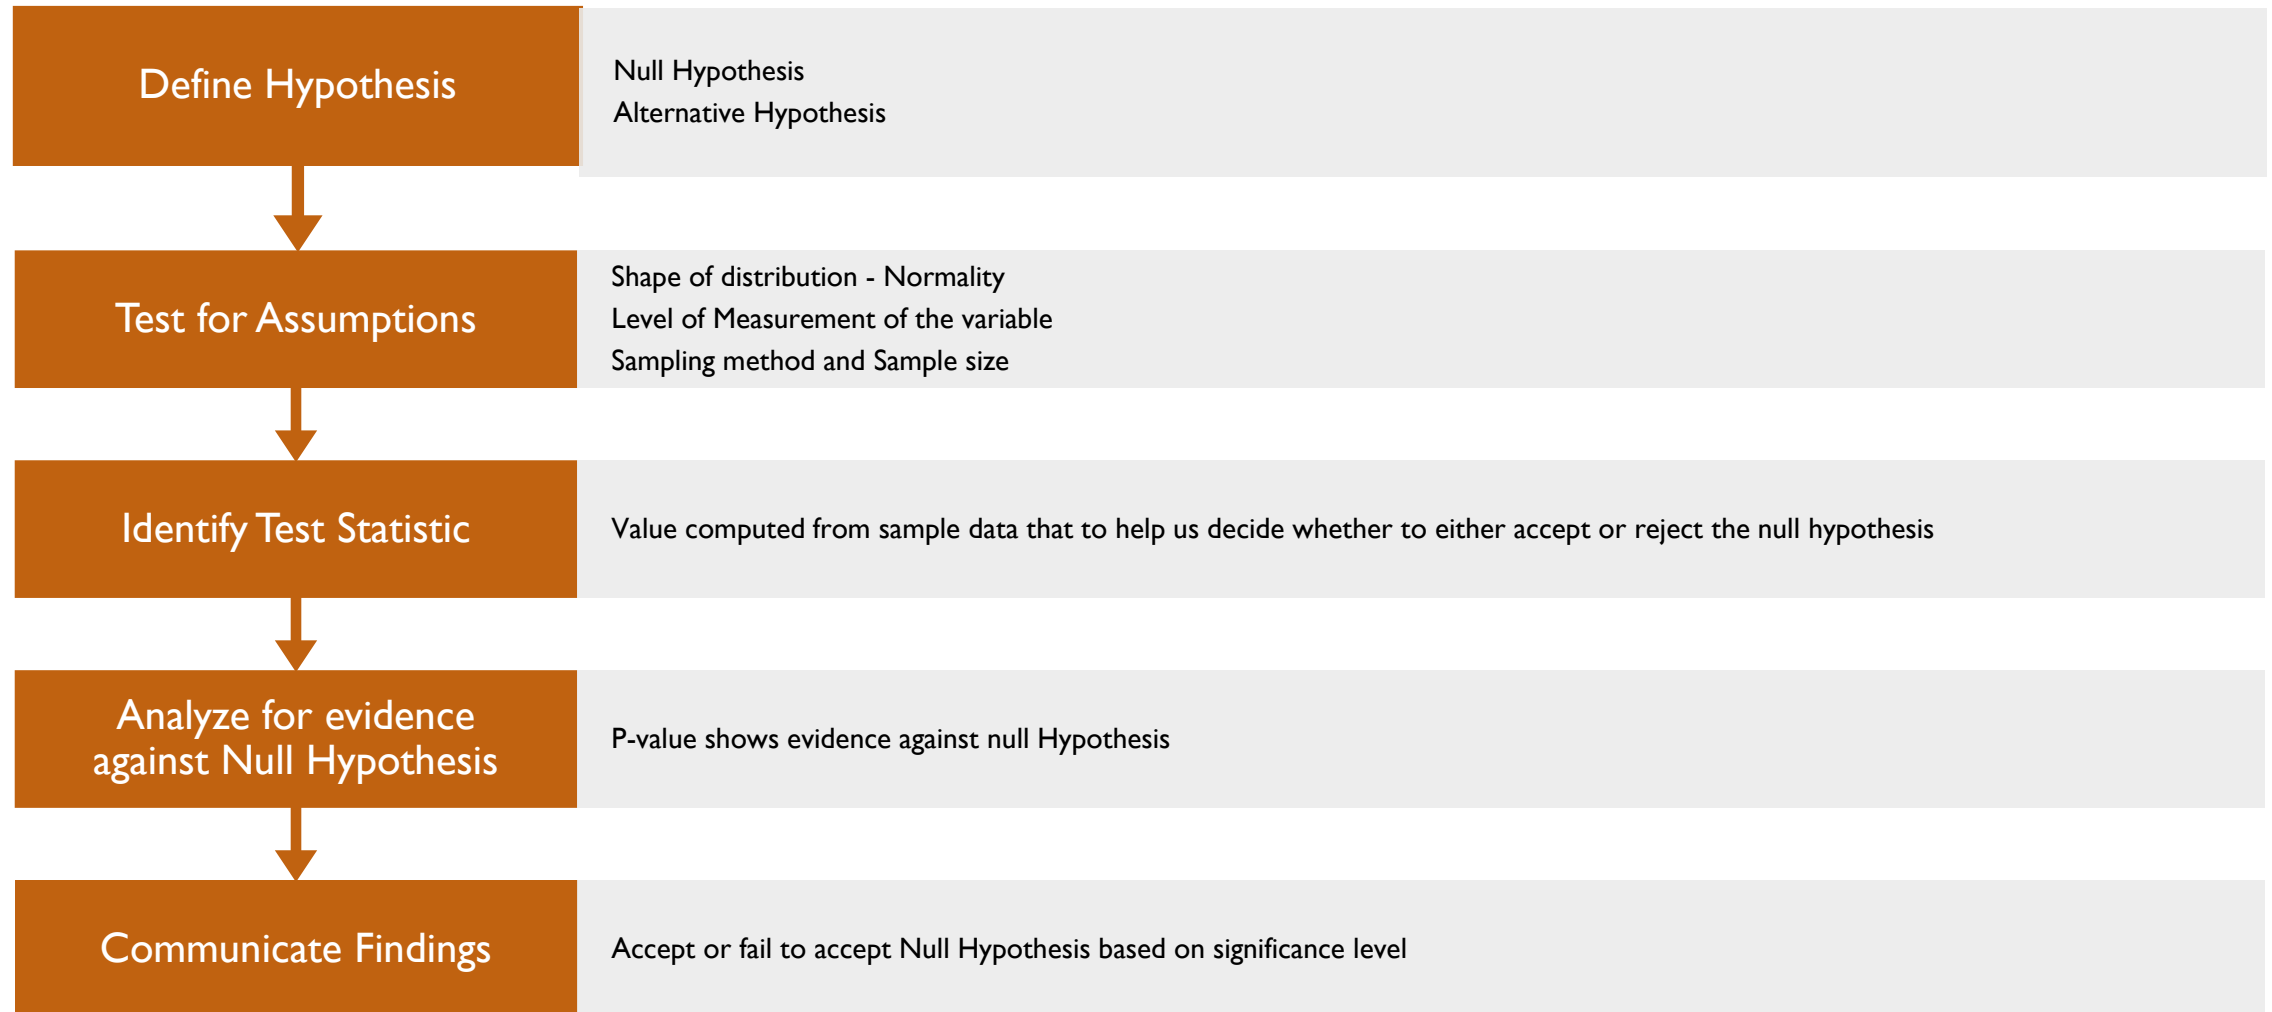 Define Hypothesis
Null Hypothesis
Alternative Hypothesis
Test for Assumptions
Shape of distribution - Normality
Level of Measurement of the variable
Sampling method and Sample size
Identify Test Statistic
Value computed from sample data that to help us decide whether to either accept or reject the null hypothesis
Analyze for evidence
against Null Hypothesis
P-value shows evidence against null Hypothesis
Communicate Findings
Accept or fail to accept Null Hypothesis based on significance level